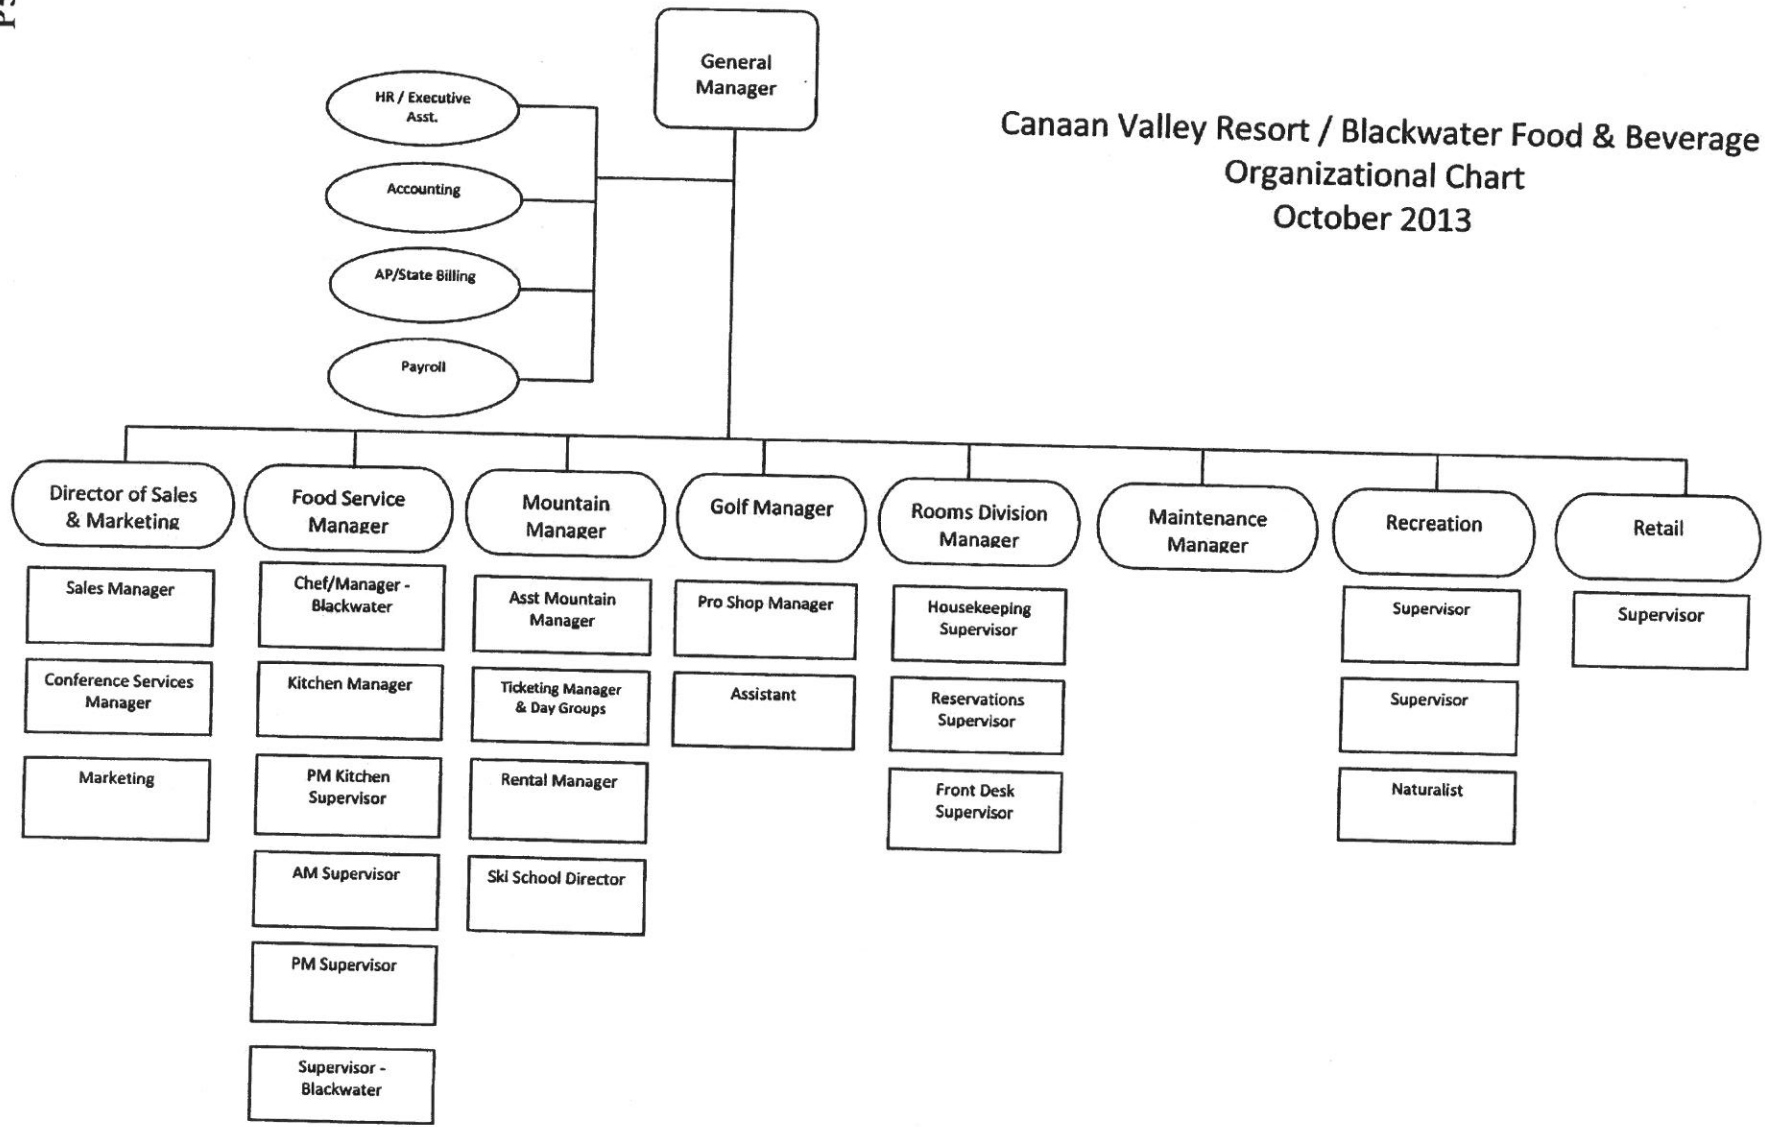 General
Manager
Canaan Valley Resort / Blackwater Food & Beverage
Organizational Chart
October 2013
HR / Executive
Asst.
Accounting
AP/State Billing
Payroll
Director of Sales
& Marketing
Sales Manager
Conference Services
Manager
Marketing
Food Service
Manager
Chef/Manager -
Blackwater
Kitchen Manager
PM Kitchen
Supervisor
AM Supervisor
PM Supervisor
Supervisor -
Blackwater
Mountain
Manager
Asst Mountain
Manager
Ticketing Manager
& Day Groups
Rental Manager
Ski School Director
Golf Manager
Pro Shop Manager
Assistant
Rooms Division
Manager
Housekeeping
Supervisor
Reservations
Supervisor
Front Desk
Supervisor
Maintenance
Manager
Recreation
Supervisor
Supervisor
Naturalist
Retail
Supervisor